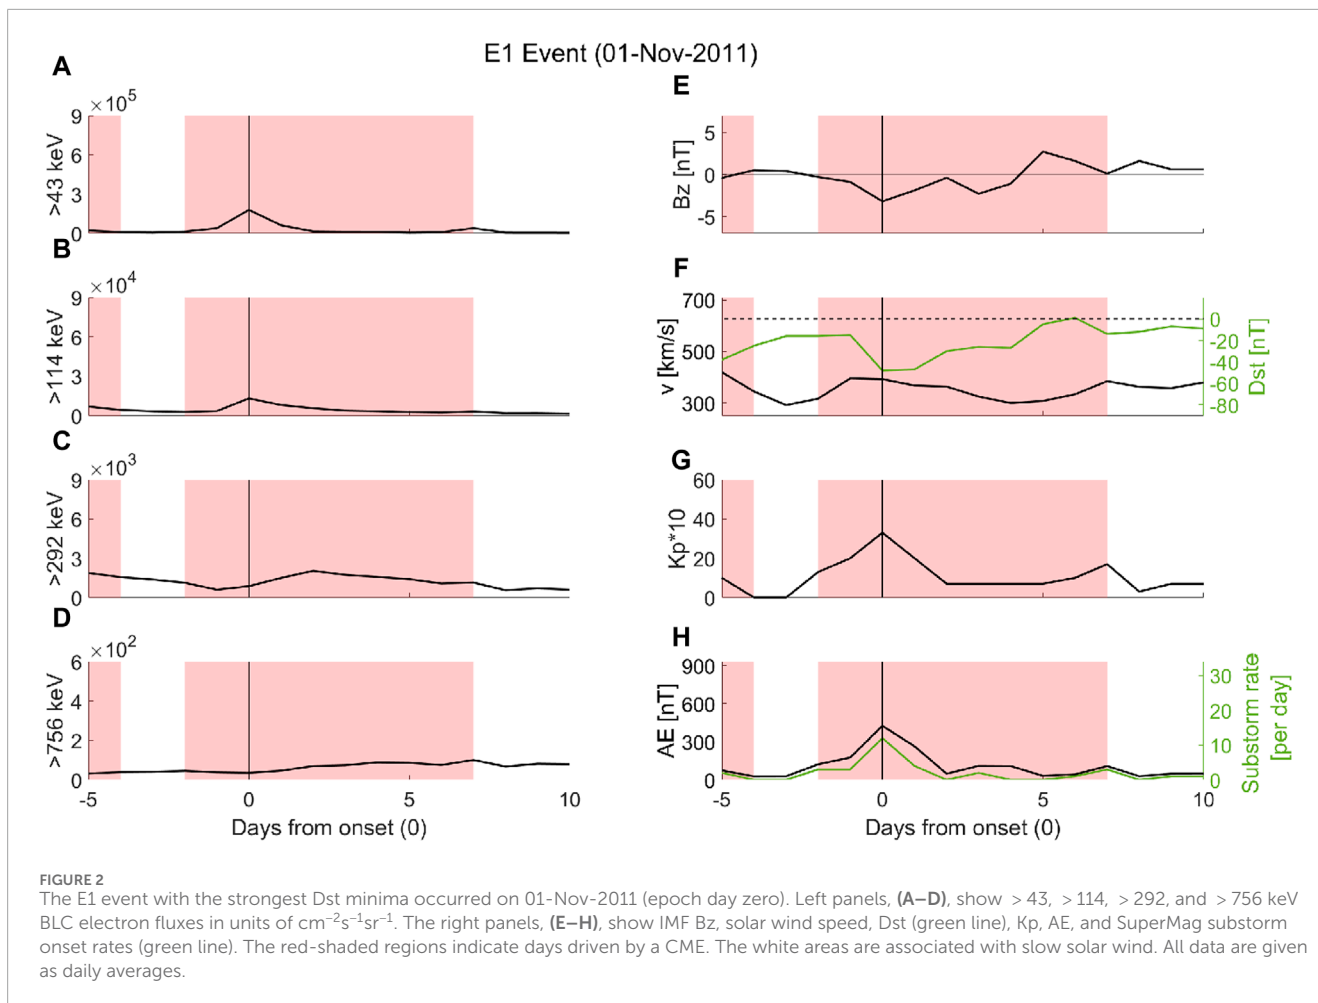 E1 Event (01-Nov-2011)
A
×10⁵
9
6
3
0
>43 keV
B
×10⁴
9
6
3
0
>114 keV
C
×10³
9
6
3
0
>292 keV
D
×10²
6
4
2
0
>756 keV
-5 0 5 10
Days from onset (0)
E
5
0
-5
Bz [nT]
F
700
500
300
v [km/s]
0
-20
-40
-60
-80
Dst [nT]
G
60
40
20
0
Kp*10
H
900
600
300
0
AE [nT]
30
20
10
0
Substorm rate
[per day]
-5 0 5 10
Days from onset (0)
FIGURE 2
The E1 event with the strongest Dst minima occurred on 01-Nov-2011 (epoch day zero). Left panels, (A–D), show >43, >114, >292, and >756 keV
BLC electron fluxes in units of cm⁻²s⁻¹sr⁻¹. The right panels, (E–H), show IMF Bz, solar wind speed, Dst (green line), Kp, AE, and SuperMag substorm
onset rates (green line). The red-shaded regions indicate days driven by a CME. The white areas are associated with slow solar wind. All data are given
as daily averages.